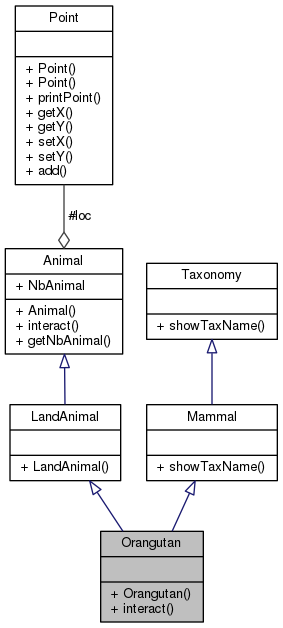 Point
+ Point()
+ Point()
+ printPoint()
+ getX()
+ getY()
+ setX()
+ setY()
+ add()
#loc
Animal
+ NbAnimal
+ Animal()
+ interact()
+ getNbAnimal()
Taxonomy
+ showTaxName()
LandAnimal
+ LandAnimal()
Mammal
+ showTaxName()
Orangutan
+ Orangutan()
+ interact()